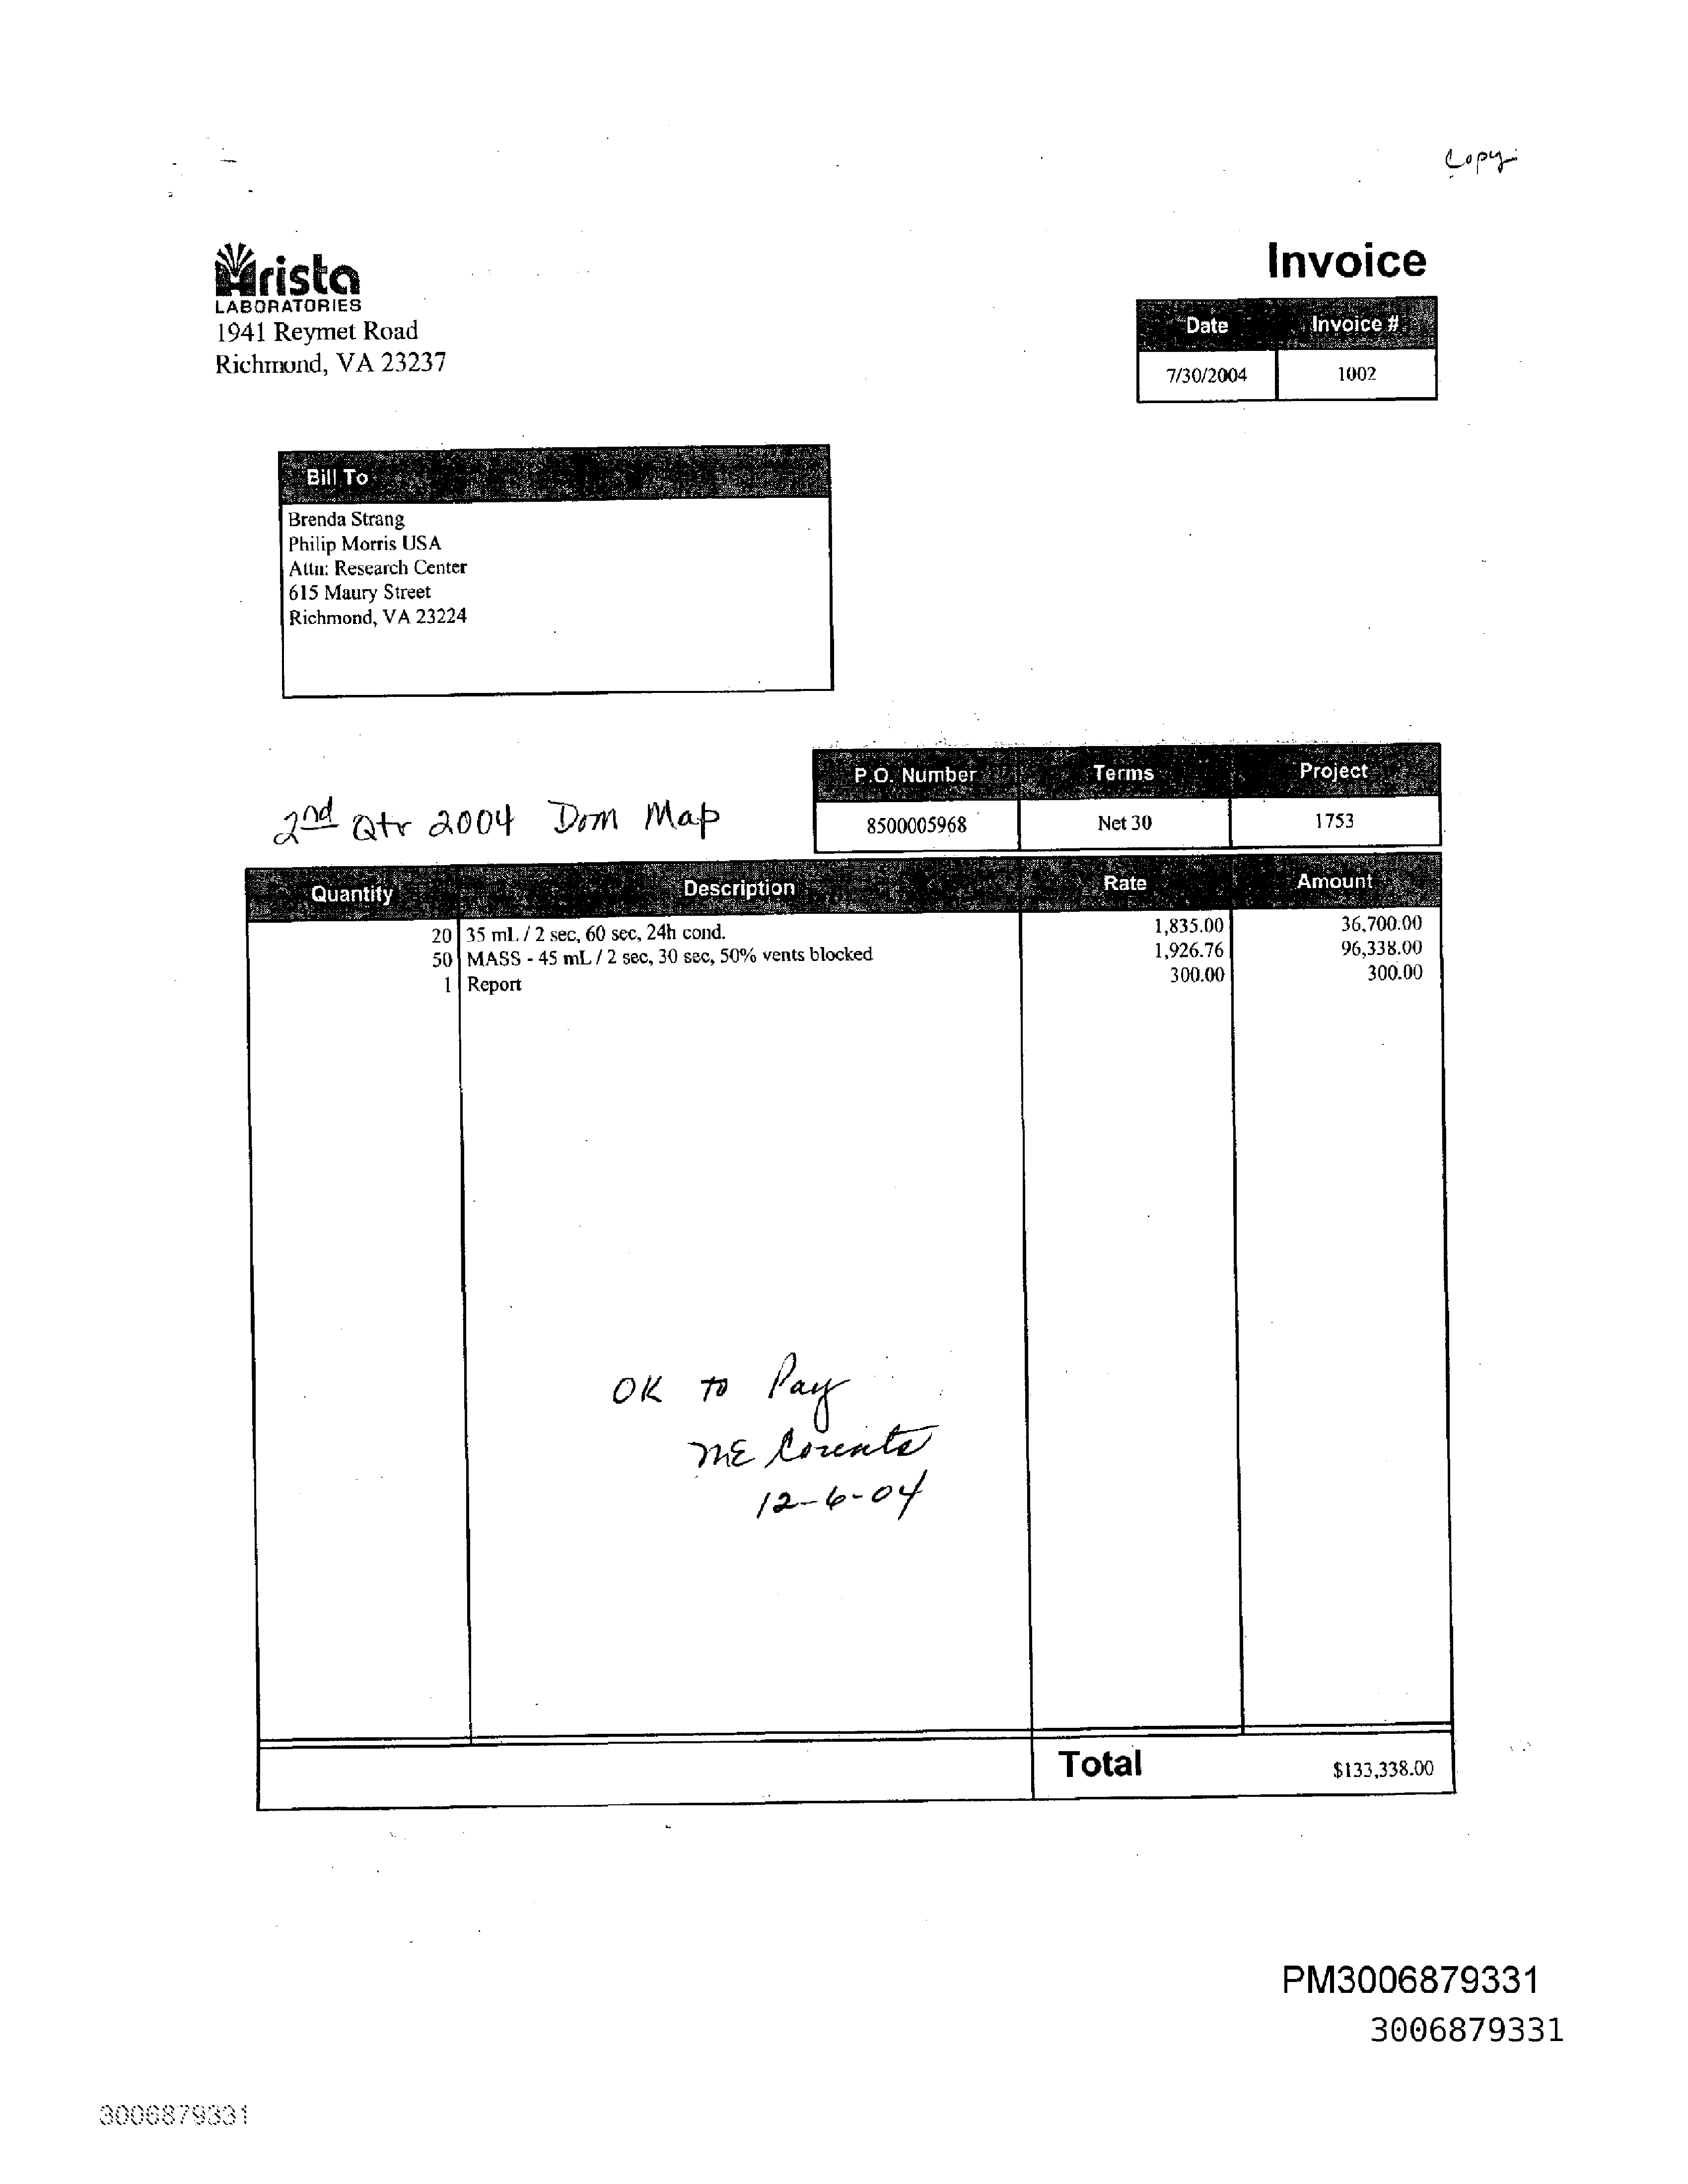 Copy
Arista
LABORATORIES
1941 Reymet Road
Richmond, VA 23237
Invoice
Date Invoice #
7/30/2004 1002
Bill To
Brenda Strang
Philip Morris USA
Attn: Research Center
615 Maury Street
Richmond, VA 23224
2nd Qtr 2004 Dom Map
P.O. Number Terms Project
8500005968 Net 30 1753
Quantity Description Rate Amount
20 35 mL / 2 sec, 60 sec, 24h cond. 1,835.00 36,700.00
50 MASS - 45 mL / 2 sec, 30 sec, 50% vents blocked 1,926.76 96,338.00
1 Report 300.00 300.00
OK to Pay
ME
12-6-04
Total $133,338.00
PM3006879331
3006879331
3006879331